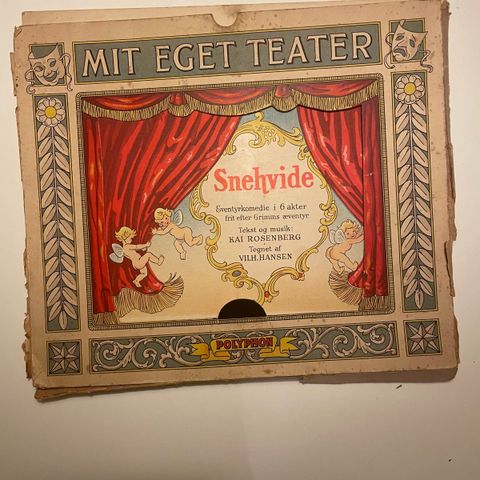 MIT EGET TEATER
Snehvide
Eventyrkomedie i 6 akter
frit efter Grimms æventyr
Tekst og musik:
KAI ROSENBERG
Tegnet af
VILH. HANSEN
POLYPHON